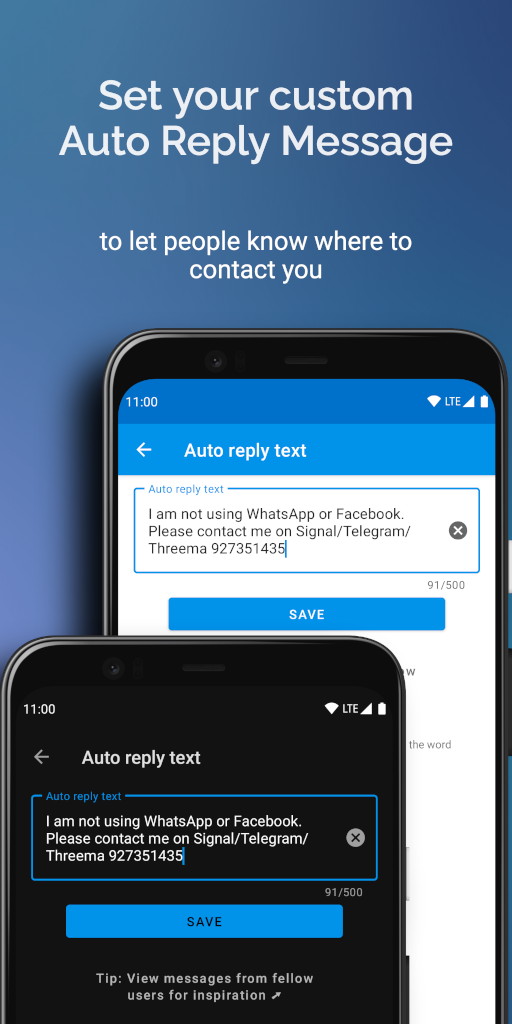 Set your custom
Auto Reply Message
to let people know where to
contact you
11:00
LTE
Auto reply text
Auto reply text
I am not using WhatsApp or Facebook.
Please contact me on Signal/Telegram/
Threema 927351435
91/500
SAVE
the word
11:00
LTE
Auto reply text
Auto reply text
I am not using WhatsApp or Facebook.
Please contact me on Signal/Telegram/
Threema 927351435
91/500
SAVE
Tip: View messages from fellow
users for inspiration ➚